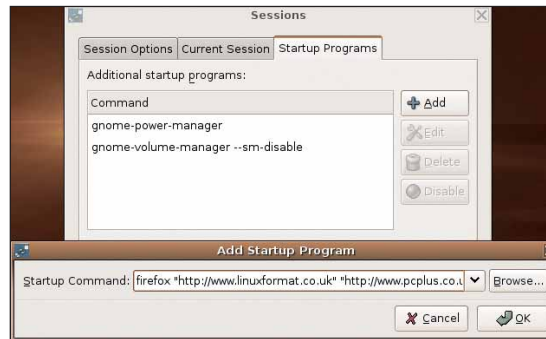 Sessions
Session Options Current Session Startup Programs
Additional startup programs:
Command
Add
gnome-power-manager
Edit
gnome-volume-manager --sm-disable
Delete
Disable
Add Startup Program
Startup Command: firefox "http://www.linuxformat.co.uk" "http://www.pcplus.co.u Browse...
Cancel OK